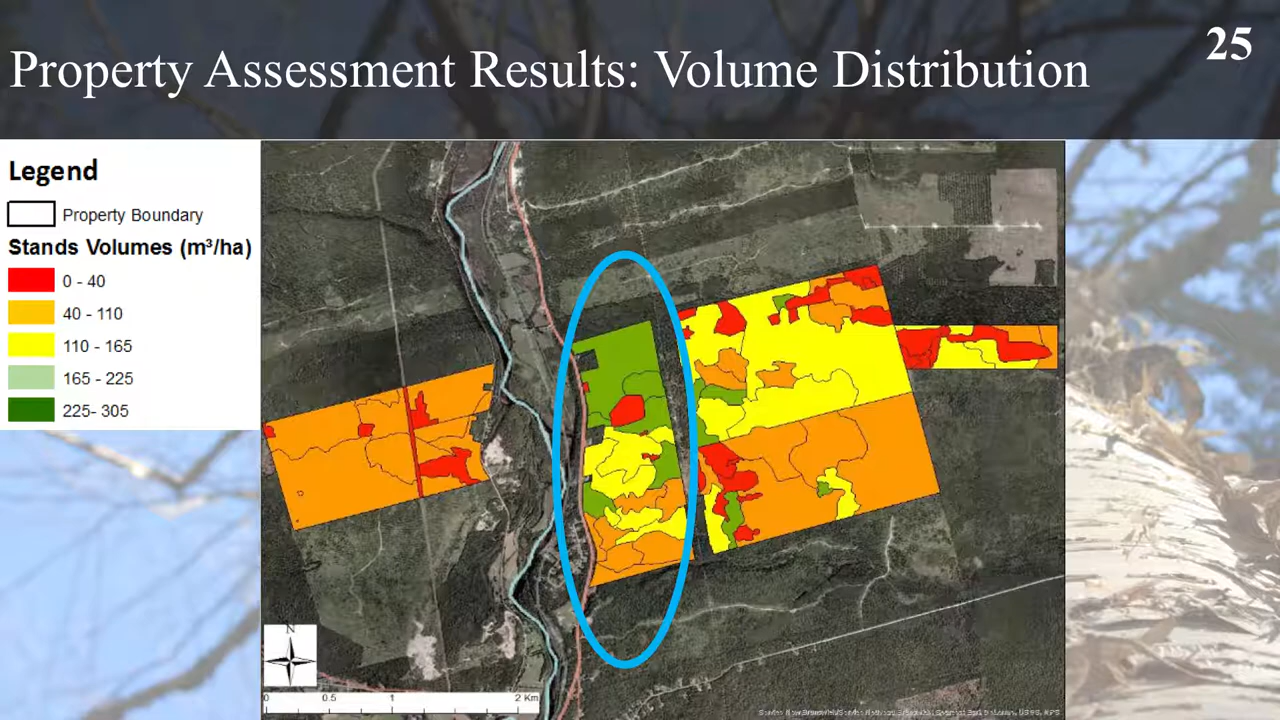 Property Assessment Results: Volume Distribution
25
Legend
Property Boundary
Stands Volumes (m³/ha)
0 - 40
40 - 110
110 - 165
165 - 225
225- 305
N
0 0.5 1 2 Km